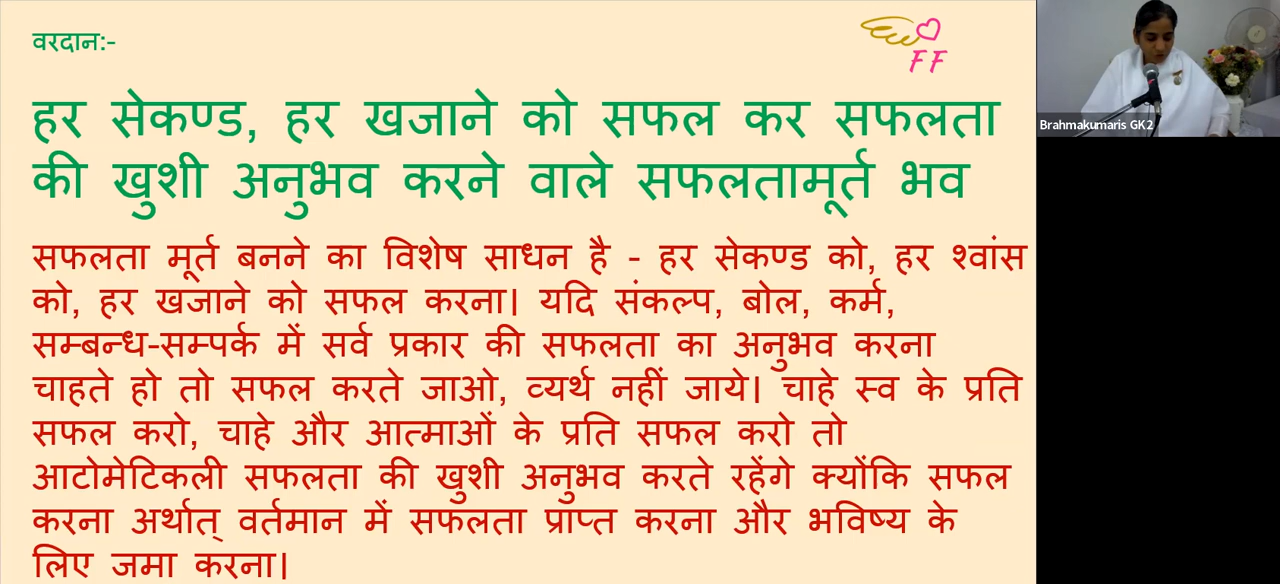 वरदान:-
FF
हर सेकण्ड, हर खजाने को सफल कर सफलता
की खुशी अनुभव करने वाले सफलतामूर्त भव
सफलता मूर्त बनने का विशेष साधन है - हर सेकण्ड को, हर श्वांस
को, हर खजाने को सफल करना। यदि संकल्प, बोल, कर्म,
सम्बन्ध-सम्पर्क में सर्व प्रकार की सफलता का अनुभव करना
चाहते हो तो सफल करते जाओ, व्यर्थ नहीं जाये। चाहे स्व के प्रति
सफल करो, चाहे और आत्माओं के प्रति सफल करो तो
आटोमेटिकली सफलता की खुशी अनुभव करते रहेंगे क्योंकि सफल
करना अर्थात् वर्तमान में सफलता प्राप्त करना और भविष्य के
लिए जमा करना।
Brahmakumaris GK2